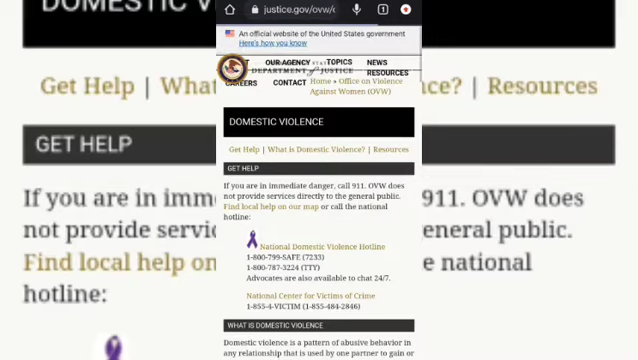 justice.gov/ovw/
1
An official website of the United States government
Here's how you know
OUR AGENCY
TOPICS
NEWS
RESOURCES
CAREERS
CONTACT
Home » Office on Violence
Against Women (OVW)
DOMESTIC VIOLENCE
Get Help | What is Domestic Violence? | Resources
GET HELP
If you are in immediate danger, call 911. OVW does
not provide services directly to the general public.
Find local help on our map or call the national
hotline:
National Domestic Violence Hotline
1-800-799-SAFE (7233)
1-800-787-3224 (TTY)
Advocates are also available to chat 24/7.
National Center for Victims of Crime
1-855-4-VICTIM (1-855-484-2846)
WHAT IS DOMESTIC VIOLENCE
Domestic violence is a pattern of abusive behavior in
any relationship that is used by one partner to gain or
Get Help | What
ce? | Resources
GET HELP
If you are in imm
911. OVW does
not provide servic
eneral public.
Find local help on
e national
hotline: